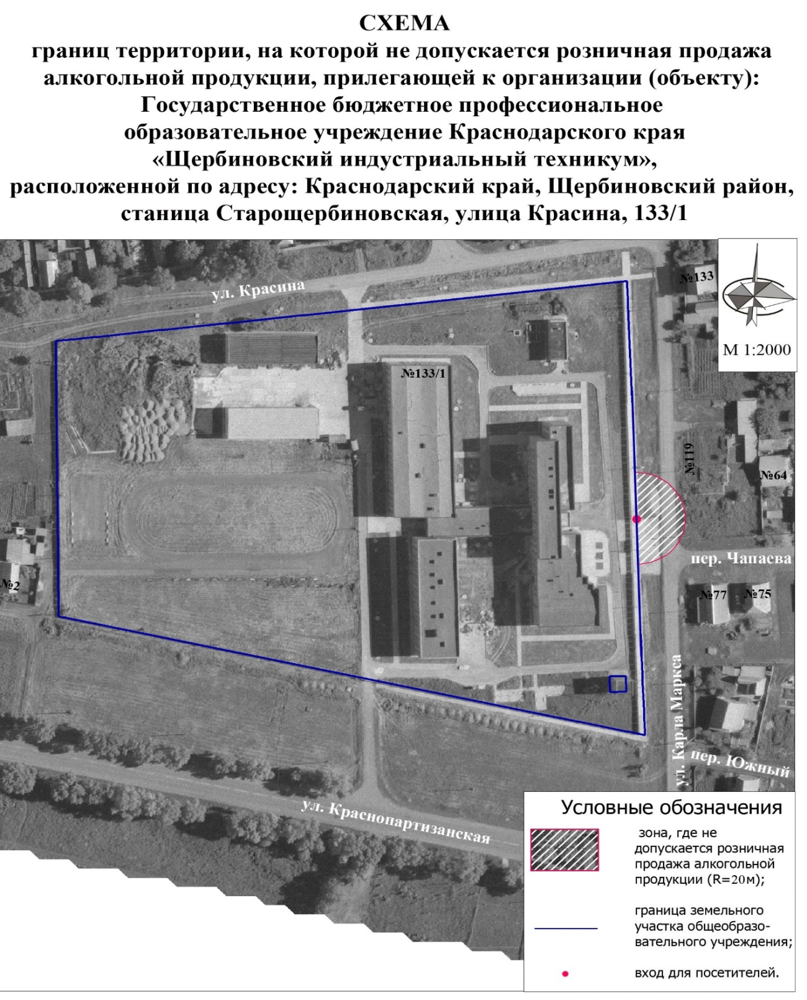 СХЕМА
границ территории, на которой не допускается розничная продажа
алкогольной продукции, прилегающей к организации (объекту):
Государственное бюджетное профессиональное
образовательное учреждение Краснодарского края
«Щербиновский индустриальный техникум»,
расположенной по адресу: Краснодарский край, Щербиновский район,
станица Старощербиновская, улица Красина, 133/1
ул. Красина
№133
М 1:2000
№133/1
№119
№64
пер. Чапаева
№2
№77
№75
ул. Карла Маркса
пер. Южный
ул. Краснопартизанская
Условные обозначения
зона, где не
допускается розничная
продажа алкогольной
продукции (R=20м);
граница земельного
участка общеобразо-
вательного учреждения;
вход для посетителей.